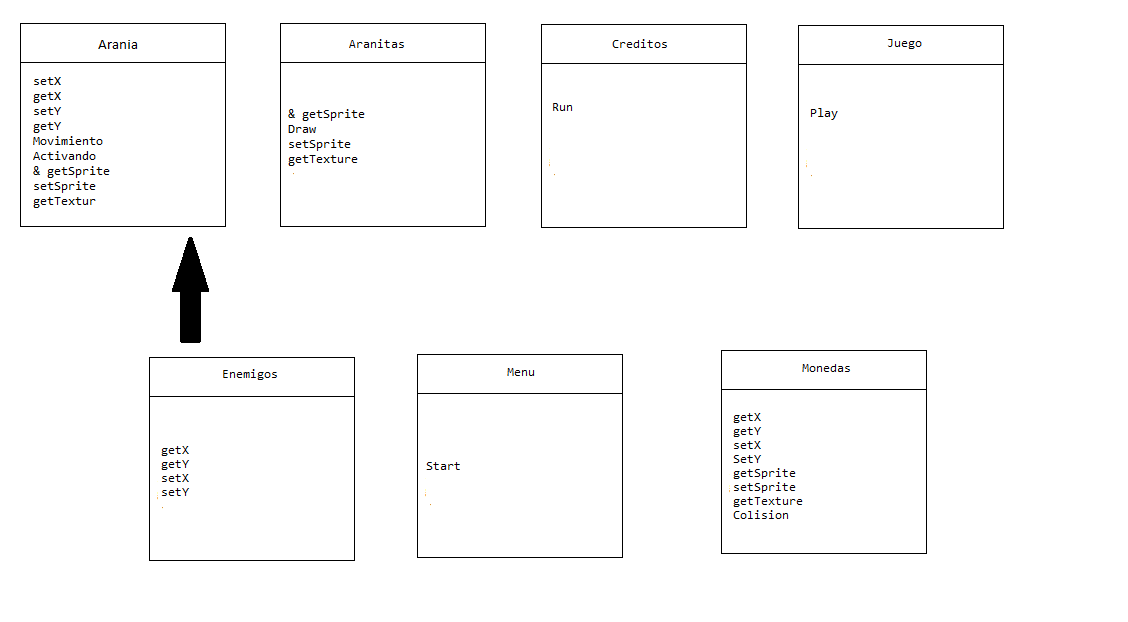 Arania
setX
getX
setY
getY
Movimiento
Activando
& getSprite
setSprite
getTextur
Aranitas
& getSprite
Draw
setSprite
getTexture
Creditos
Run
Juego
Play
Enemigos
getX
getY
setX
setY
Menu
Start
Monedas
getX
getY
setX
SetY
getSprite
setSprite
getTexture
Colision